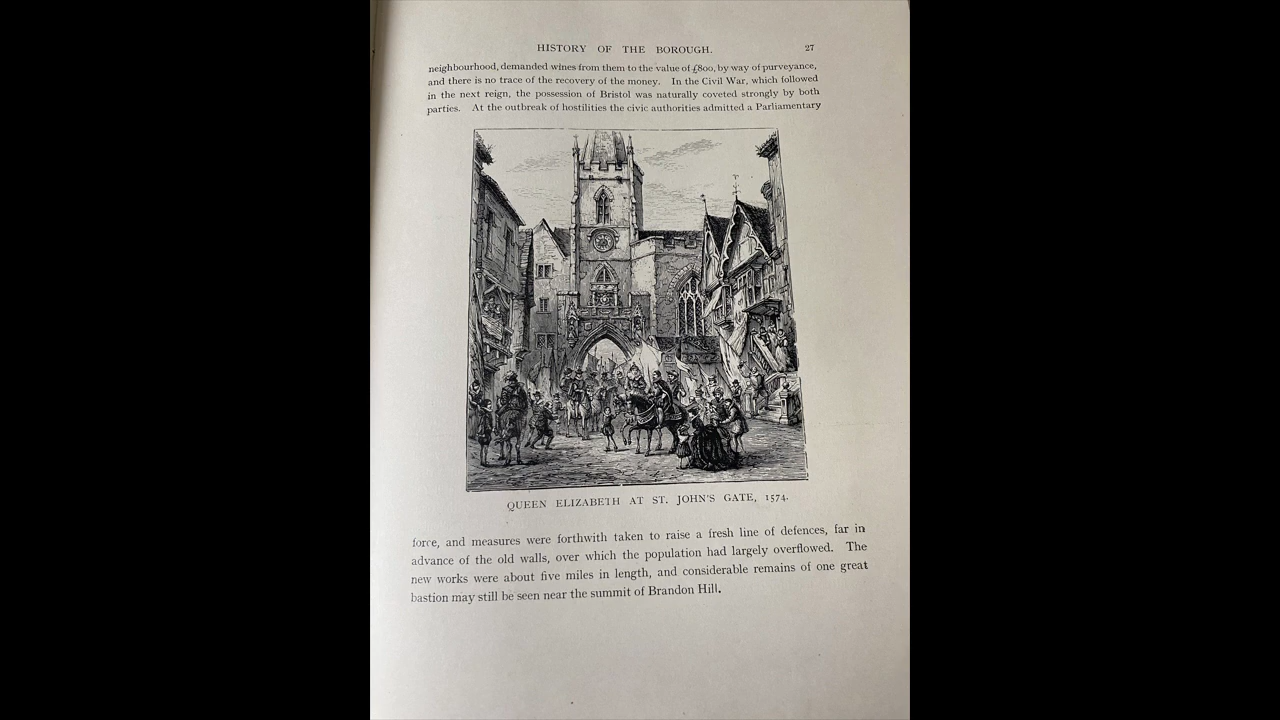 HISTORY OF THE BOROUGH. 27
neighbourhood, demanded wines from them to the value of £800, by way of purveyance,
and there is no trace of the recovery of the money. In the Civil War, which followed
in the next reign, the possession of Bristol was naturally coveted strongly by both
parties. At the outbreak of hostilities the civic authorities admitted a Parliamentary
QUEEN ELIZABETH AT ST. JOHN'S GATE, 1574.
force, and measures were forthwith taken to raise a fresh line of defences, far in
advance of the old walls, over which the population had largely overflowed. The
new works were about five miles in length, and considerable remains of one great
bastion may still be seen near the summit of Brandon Hill.